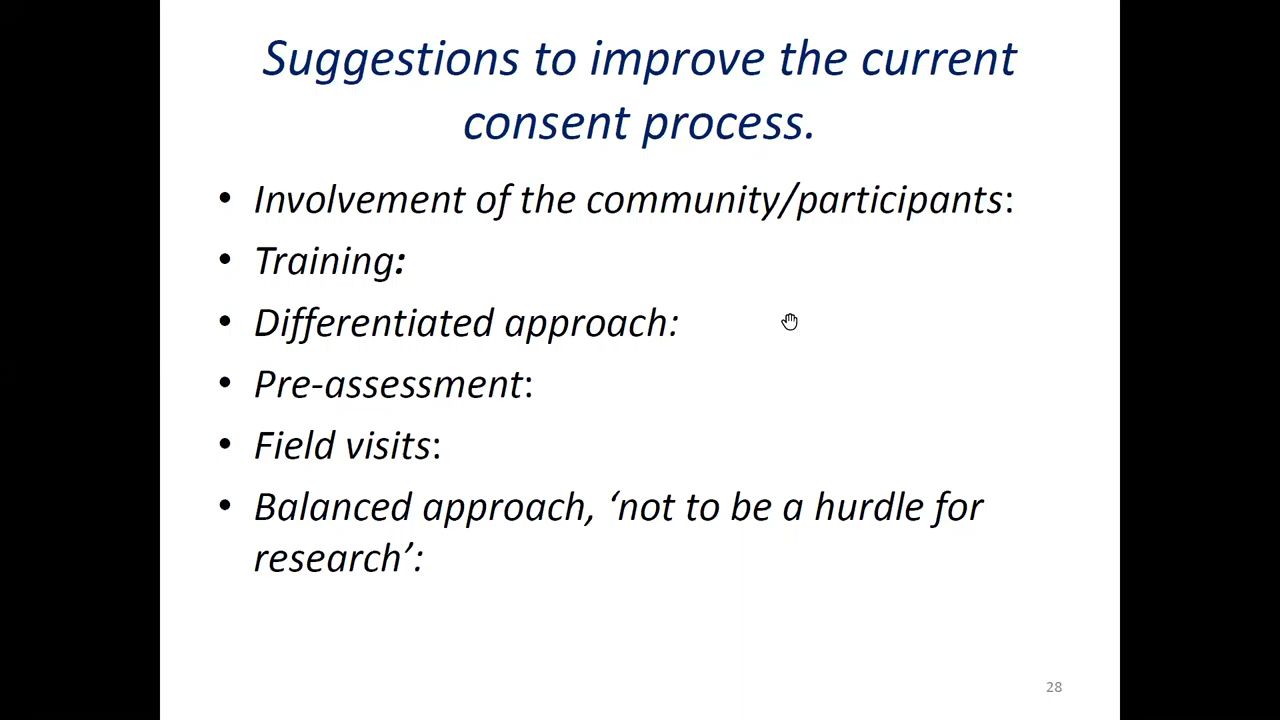 Suggestions to improve the current
consent process.
• Involvement of the community/participants:
• Training:
• Differentiated approach:
• Pre-assessment:
• Field visits:
• Balanced approach, ‘not to be a hurdle for
research’:
28